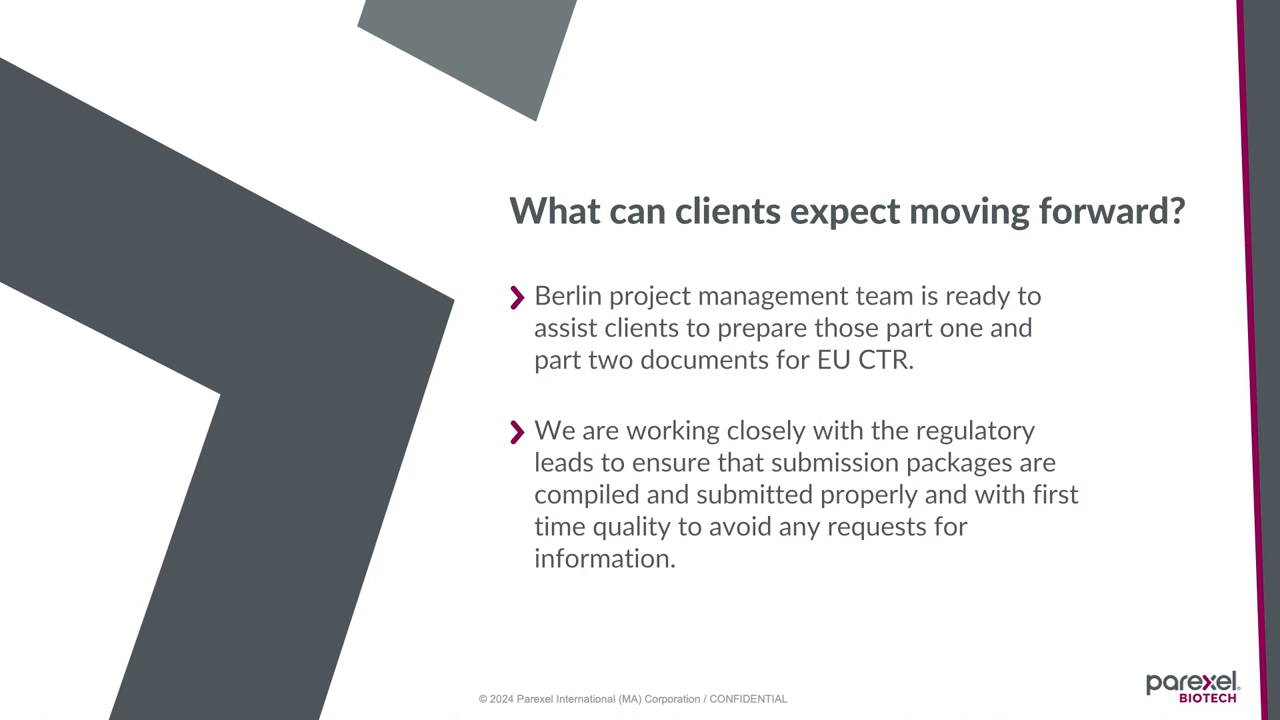 What can clients expect moving forward?
Berlin project management team is ready to
assist clients to prepare those part one and
part two documents for EU CTR.
We are working closely with the regulatory
leads to ensure that submission packages are
compiled and submitted properly and with first
time quality to avoid any requests for
information.
© 2024 Parexel International (MA) Corporation / CONFIDENTIAL
parexel®
BIOTECH